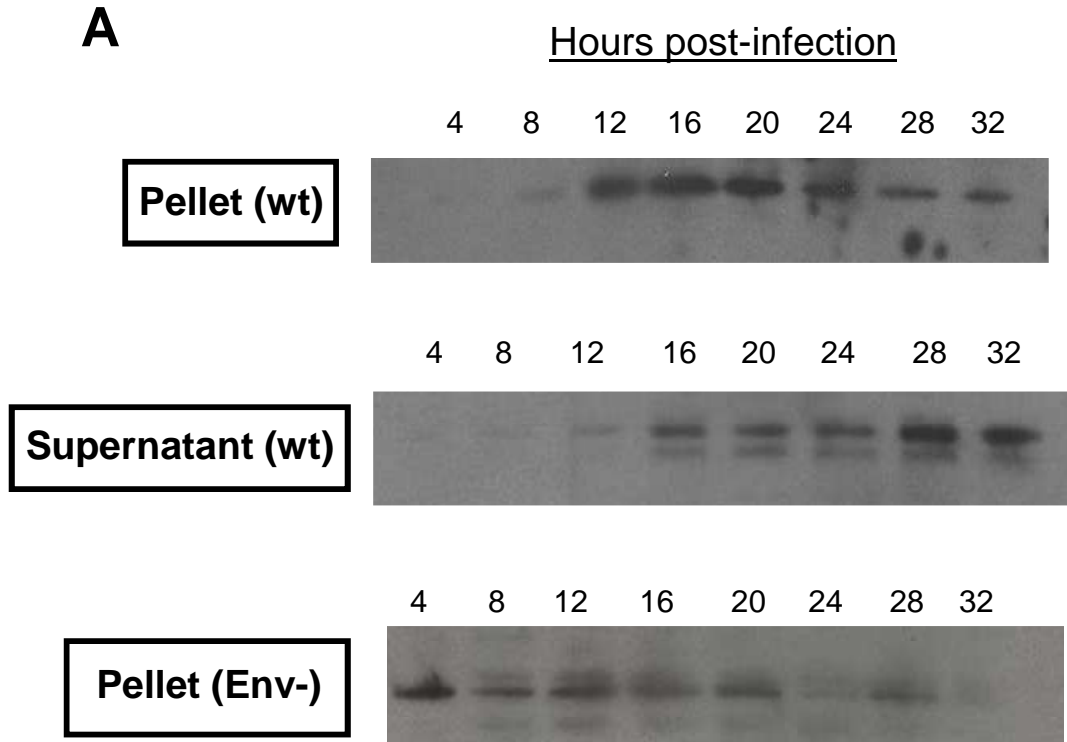 A
Hours post-infection
4 8 12 16 20 24 28 32
Pellet (wt)
4 8 12 16 20 24 28 32
Supernatant (wt)
4 8 12 16 20 24 28 32
Pellet (Env-)